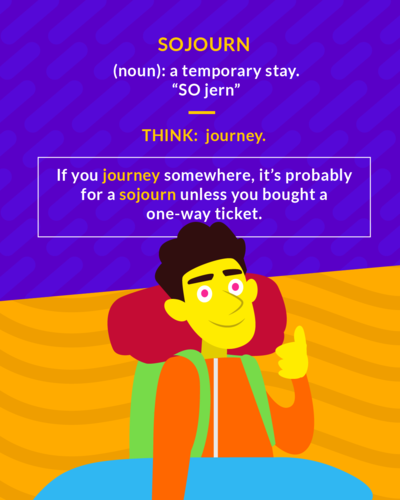 SOJOURN
(noun): a temporary stay.
“SO jern”
THINK: journey.
If you journey somewhere, it’s probably
for a sojourn unless you bought a
one-way ticket.